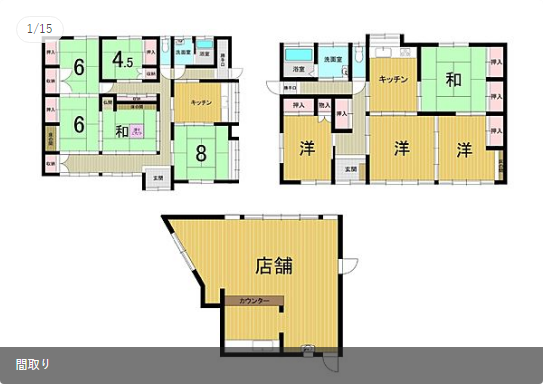 1/15
押入
6
押入
4.5
押入
収納
洗面室
浴室
勝手口
押入
6
床の間
収納
仏間
和
キッチン
8
玄関
浴室
洗面室
勝手口
キッチン
和
押入
押入
押入
物入
押入
押入
洋
洋
洋
玄関
店舗
カウンター
間取り